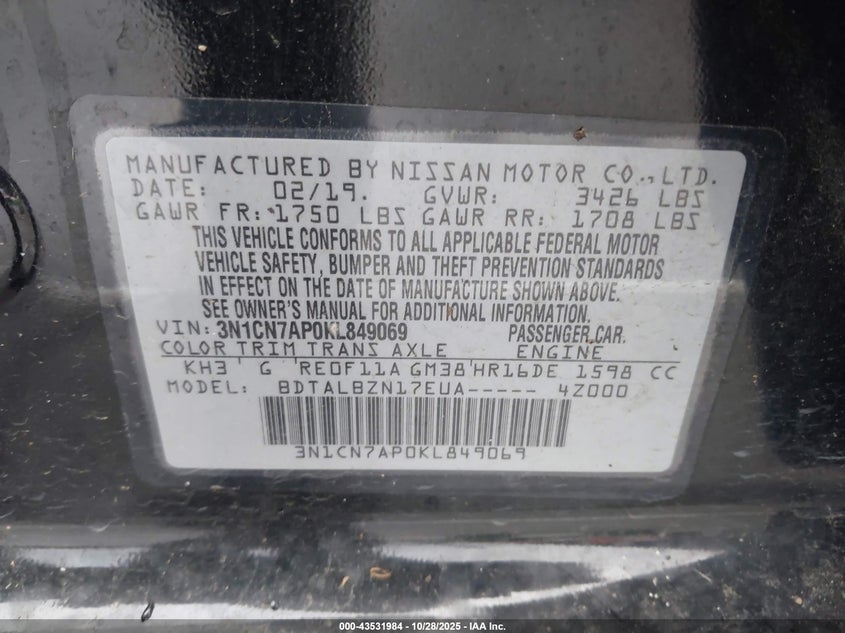 MANUFACTURED BY NISSAN MOTOR CO., LTD.
DATE: 02/19. GVWR: 3426 LBS
GAWR FR: 1750 LBS GAWR RR: 1708 LBS
THIS VEHICLE CONFORMS TO ALL APPLICABLE FEDERAL MOTOR
VEHICLE SAFETY, BUMPER AND THEFT PREVENTION STANDARDS
IN EFFECT ON THE DATE OF MANUFACTURE SHOWN ABOVE.
SEE OWNER'S MANUAL FOR ADDITIONAL INFORMATION.
VIN: 3N1CN7AP0KL849069 PASSENGER CAR.
COLOR TRIM TRANS AXLE ENGINE
KH3 G RE0F11A GM38 HR16DE 1598 CC
BDTALBZN17EUA----- 4Z000
3N1CN7AP0KL849069
000-43531984 - 10/28/2025 - IAA Inc.